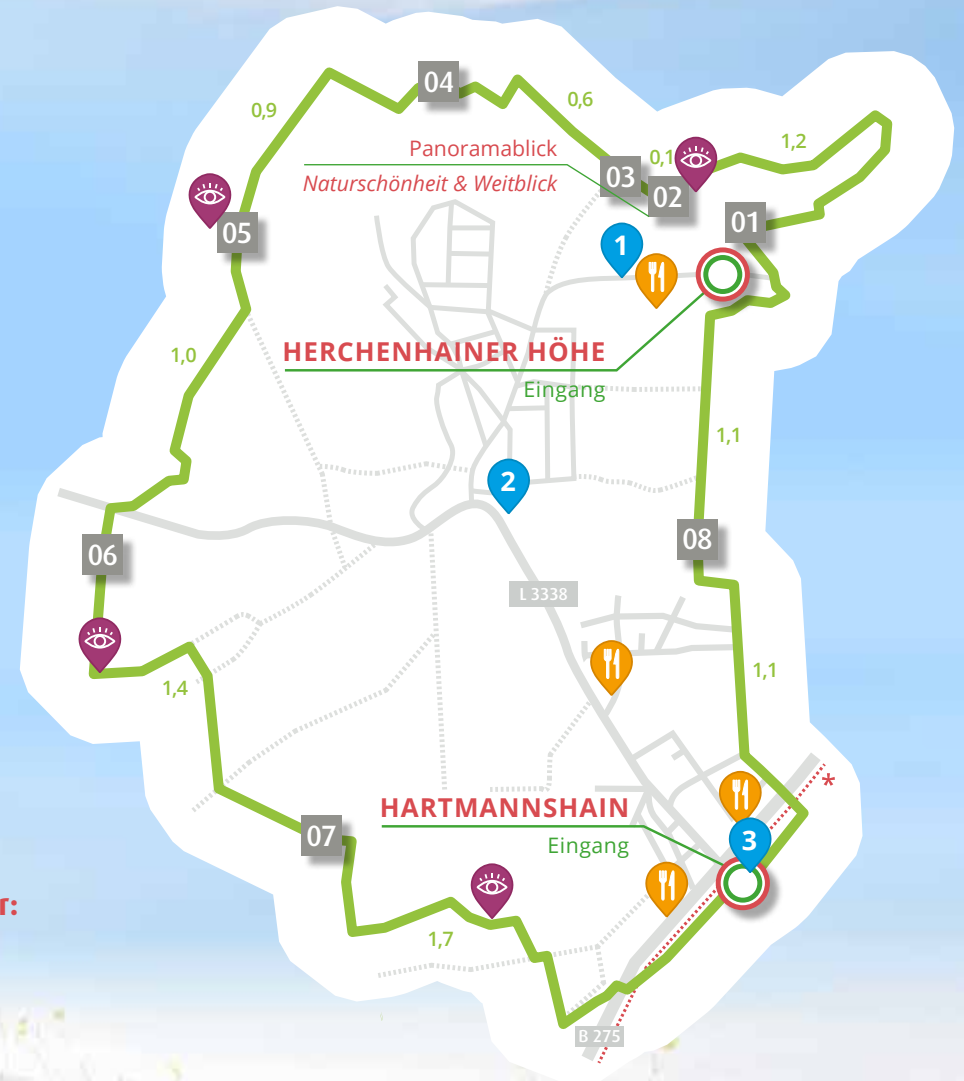 04
0,9
0,6
Panoramablick
0,1
1,2
Naturschönheit & Weitblick
03
02
01
05
1
1,0
HERCHENHAINER HÖHE
Eingang
1,1
2
06
08
L 3338
1,4
1,1
*
HARTMANNSHAIN
07
Eingang
3
r:
1,7
B 275